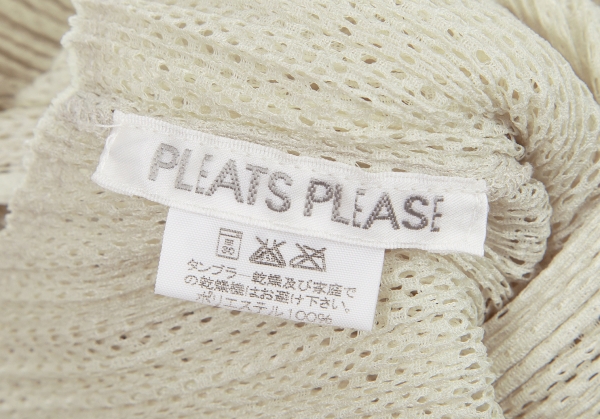 PLEATS PLEASE
タンブラー乾燥及び家庭で
の乾燥機はお避け下さい。
ポリエステル100%